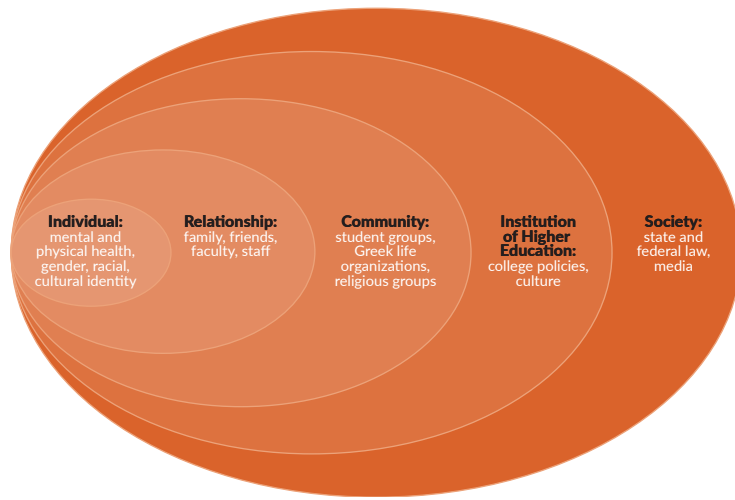 Individual:
mental and
physical health,
gender, racial,
cultural identity
Relationship:
family, friends,
faculty, staff
Community:
student groups,
Greek life
organizations,
religious groups
Institution
of Higher
Education:
college policies,
culture
Society:
state and
federal law,
media